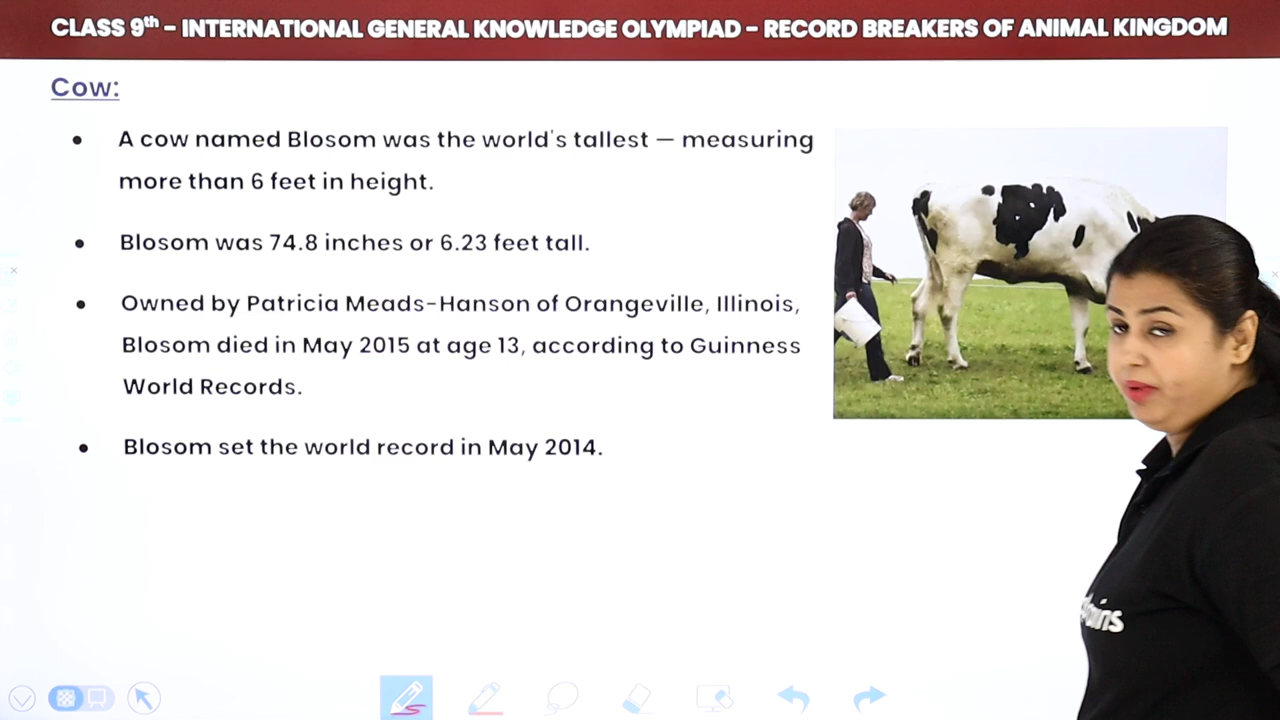 CLASS 9th - INTERNATIONAL GENERAL KNOWLEDGE OLYMPIAD - RECORD BREAKERS OF ANIMAL KINGDOM
Cow:
• A cow named Blosom was the world's tallest — measuring
more than 6 feet in height.
• Blosom was 74.8 inches or 6.23 feet tall.
• Owned by Patricia Meads-Hanson of Orangeville, Illinois,
Blosom died in May 2015 at age 13, according to Guinness
World Records.
• Blosom set the world record in May 2014.